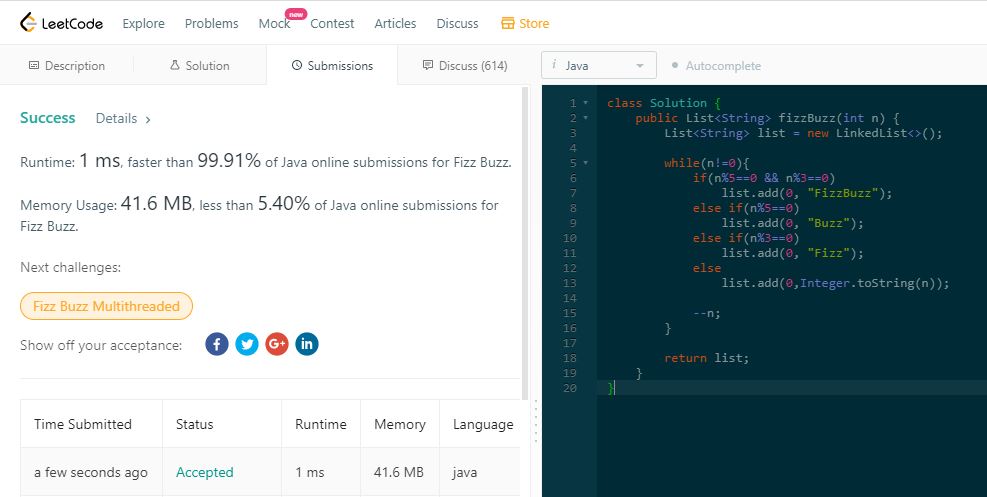 LeetCode Explore Problems Mock new Contest Articles Discuss Store
Description Solution Submissions Discuss (614)
Success Details >
Runtime: 1 ms, faster than 99.91% of Java online submissions for Fizz Buzz.
Memory Usage: 41.6 MB, less than 5.40% of Java online submissions for
Fizz Buzz.
Next challenges:
Fizz Buzz Multithreaded
Show off your acceptance: f G+ in
Time Submitted Status Runtime Memory Language
a few seconds ago Accepted 1 ms 41.6 MB java
i Java Autocomplete
1 class Solution {
2 public List<String> fizzBuzz(int n) {
3 List<String> list = new LinkedList<>();
4
5 while(n!=0){
6 if(n%5==0 && n%3==0)
7 list.add(0, "FizzBuzz");
8 else if(n%5==0)
9 list.add(0, "Buzz");
10 else if(n%3==0)
11 list.add(0, "Fizz");
12 else
13 list.add(0,Integer.toString(n));
14
15 --n;
16 }
17
18 return list;
19 }
20 }